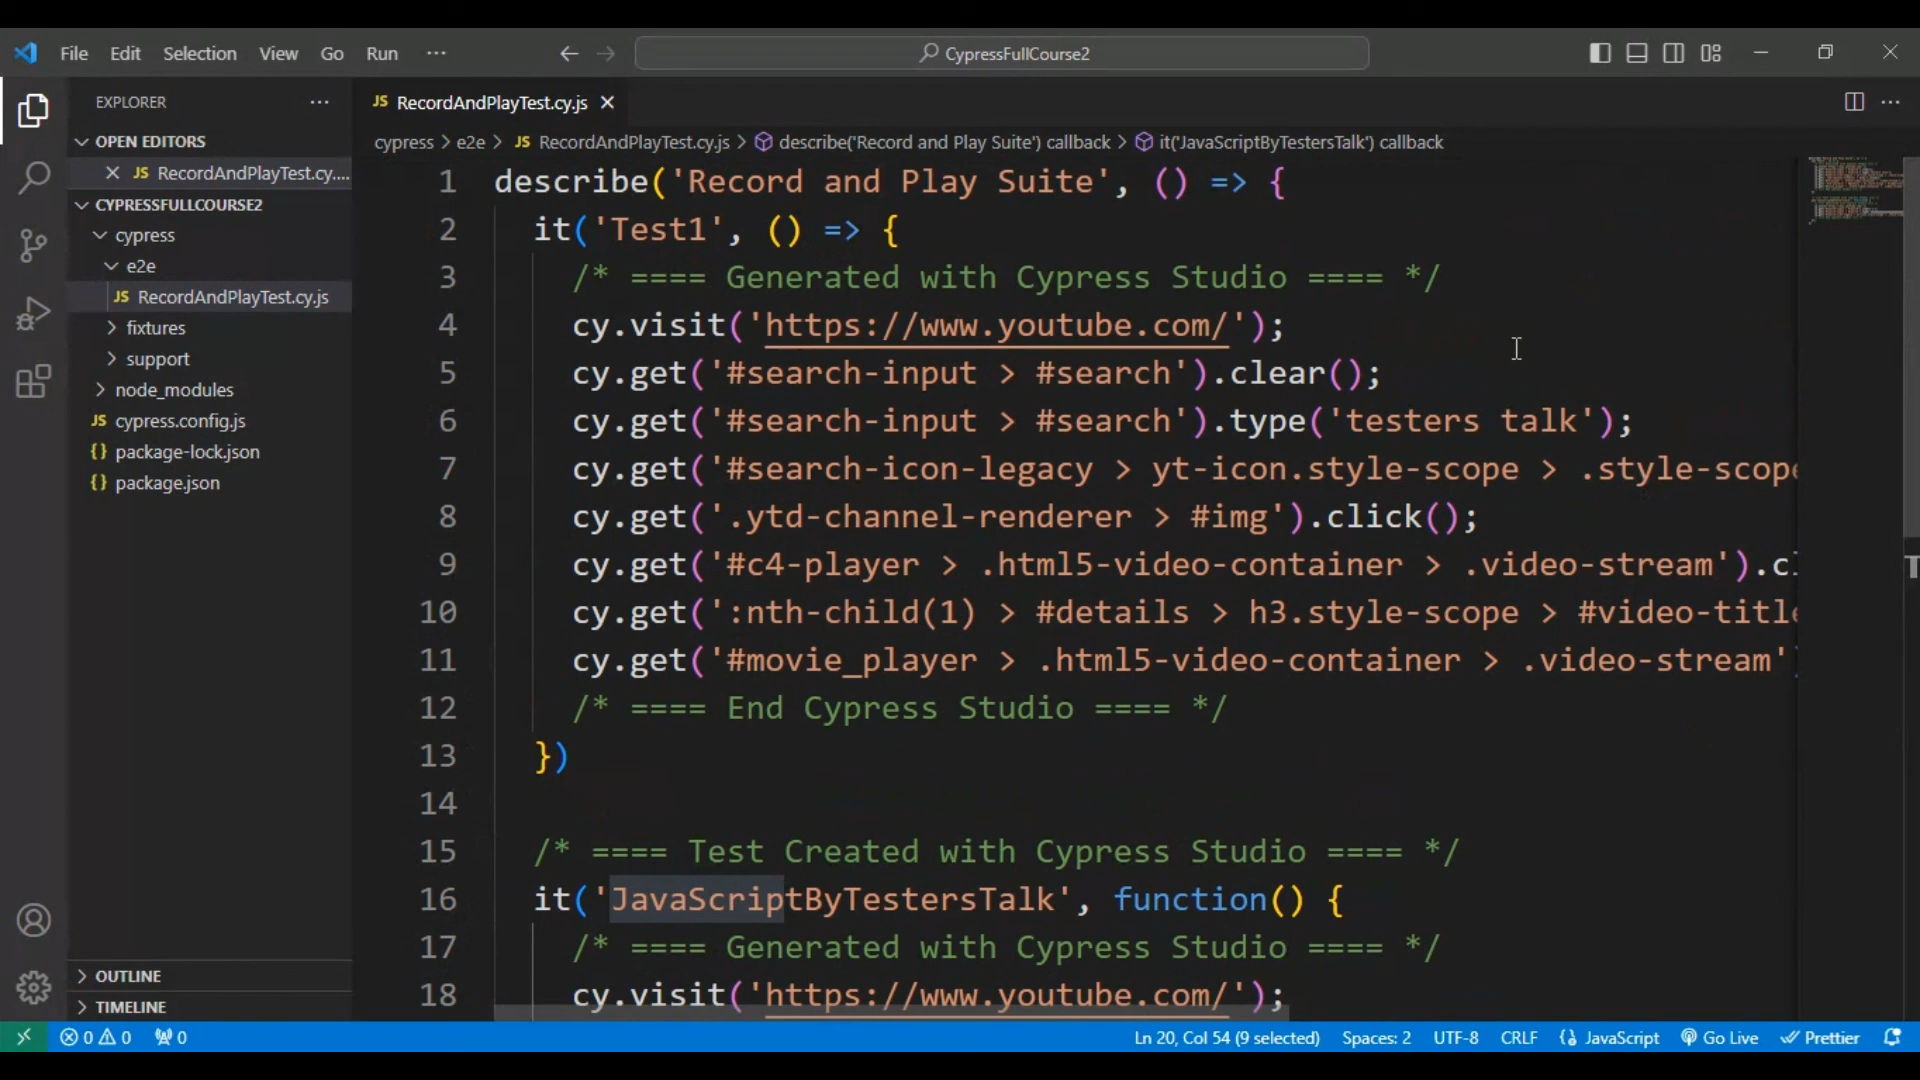 File Edit Selection View Go Run ··· CypressFullCourse2
EXPLORER ···
OPEN EDITORS
JS RecordAndPlayTest.cy....
CYPRESSFULLCOURSE2
cypress
e2e
JS RecordAndPlayTest.cy.js
fixtures
support
node_modules
JS cypress.config.js
{} package-lock.json
{} package.json
OUTLINE
TIMELINE
JS RecordAndPlayTest.cy.js
cypress > e2e > JS RecordAndPlayTest.cy.js > describe('Record and Play Suite') callback > it('JavaScriptByTestersTalk') callback
1 describe('Record and Play Suite', () => {
2 it('Test1', () => {
3 /* ==== Generated with Cypress Studio ==== */
4 cy.visit('https://www.youtube.com/');
5 cy.get('#search-input > #search').clear();
6 cy.get('#search-input > #search').type('testers talk');
7 cy.get('#search-icon-legacy > yt-icon.style-scope > .style-scope
8 cy.get('.ytd-channel-renderer > #img').click();
9 cy.get('#c4-player > .html5-video-container > .video-stream').cl
10 cy.get(':nth-child(1) > #details > h3.style-scope > #video-title
11 cy.get('#movie_player > .html5-video-container > .video-stream')
12 /* ==== End Cypress Studio ==== */
13 })
14
15 /* ==== Test Created with Cypress Studio ==== */
16 it('JavaScriptByTestersTalk', function() {
17 /* ==== Generated with Cypress Studio ==== */
18 cy.visit('https://www.youtube.com/');
0 0 0 Ln 20, Col 54 (9 selected) Spaces: 2 UTF-8 CRLF {} JavaScript Go Live Prettier